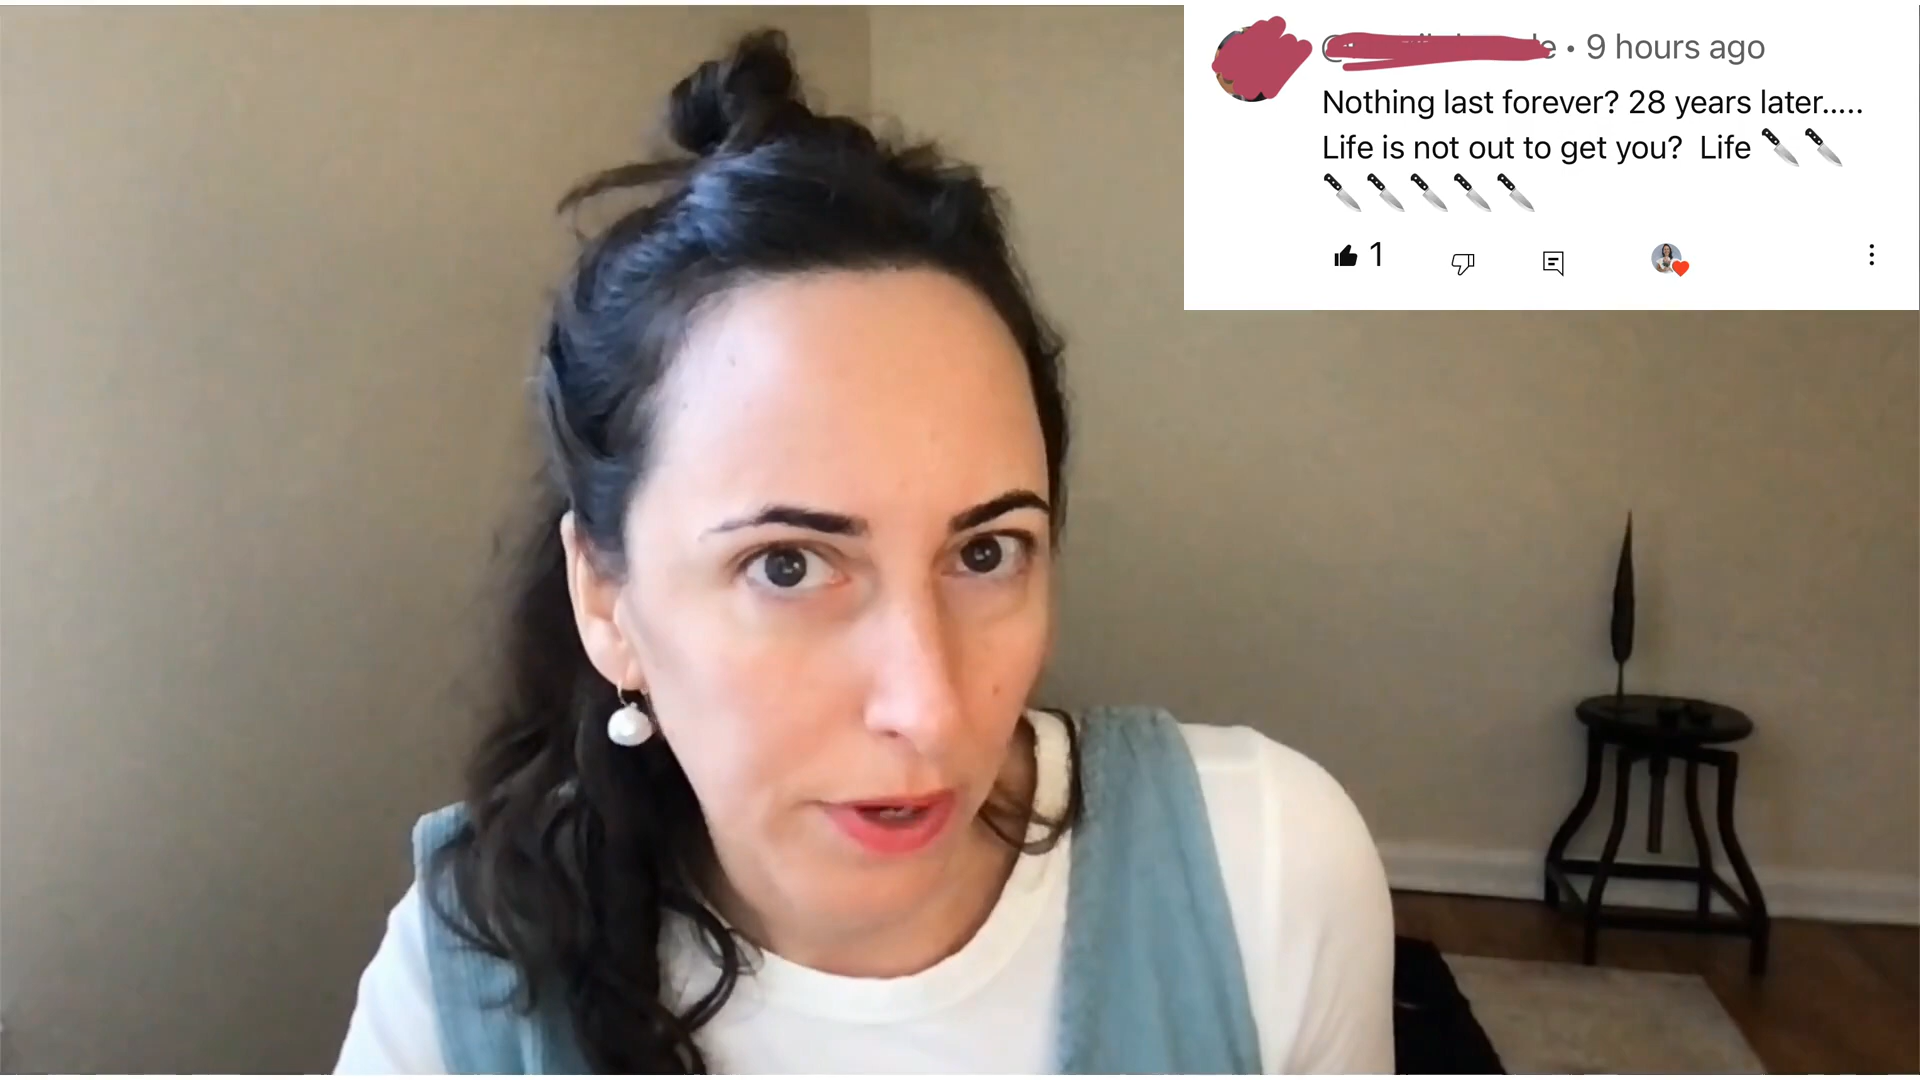 • 9 hours ago
Nothing last forever? 28 years later.....
Life is not out to get you?  Life 🔪🔪
🔪🔪🔪🔪🔪
1